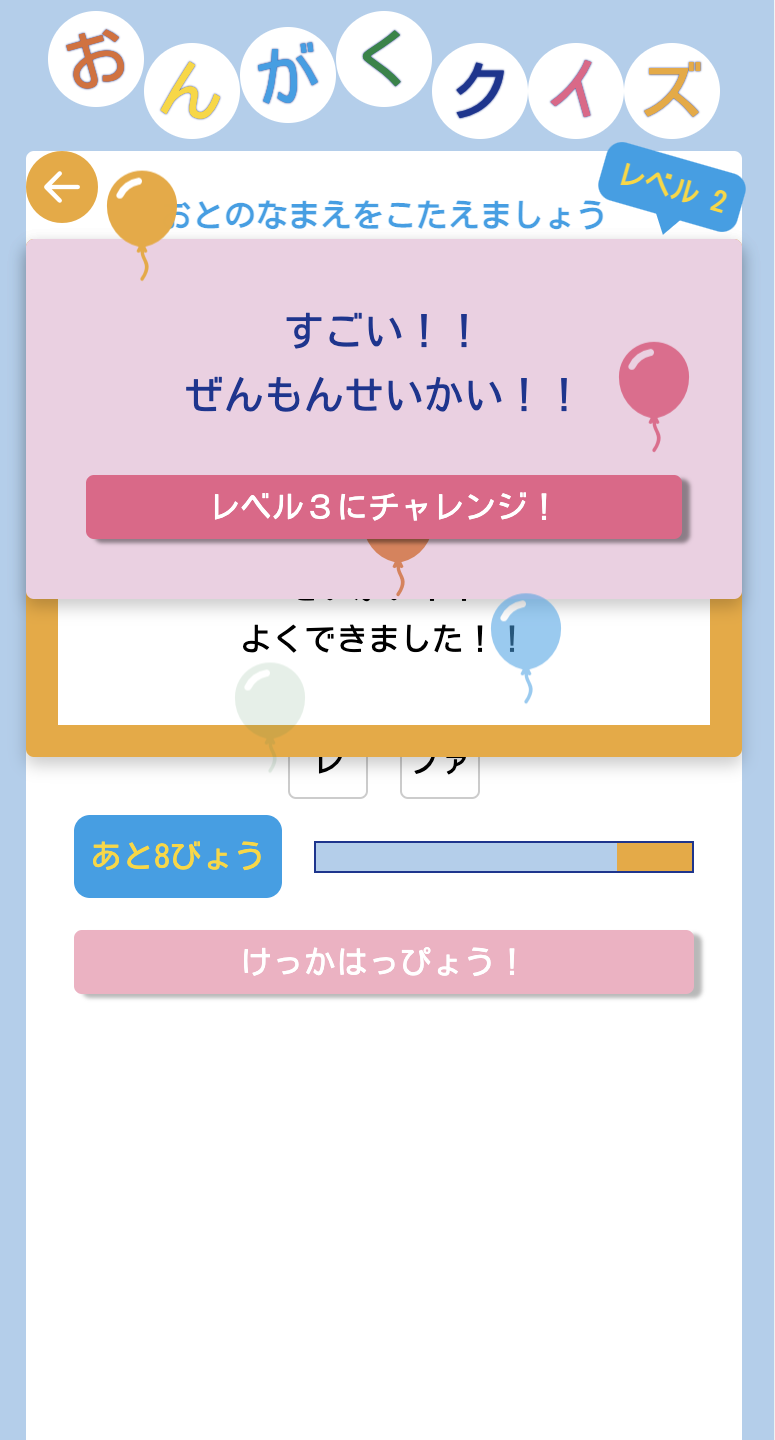 おんがくクイズ
レベル 2
おとのなまえをこたえましょう
すごい！！
ぜんもんせいかい！！
レベル３にチャレンジ！
よくできました！！
レ ファ
あと8びょう
けっかはっぴょう！